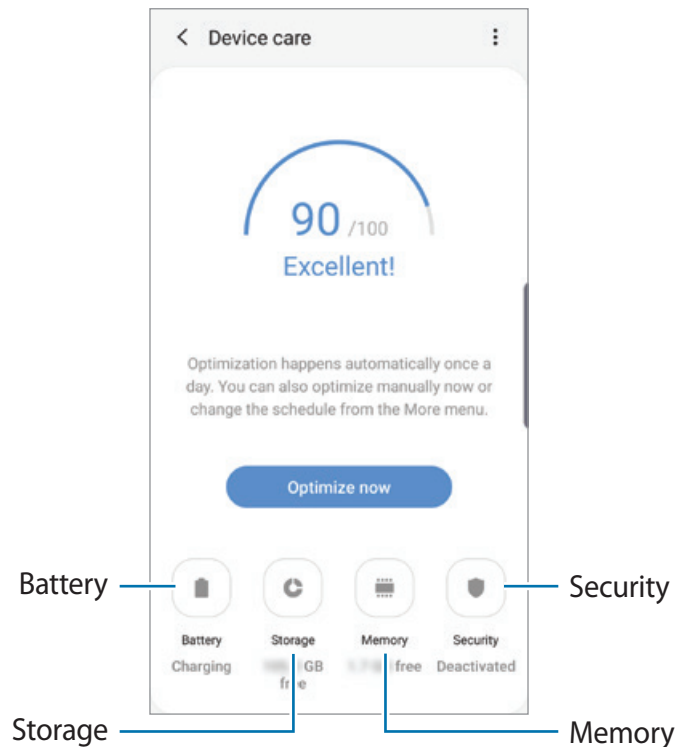 Device care
90 /100
Excellent!
Optimization happens automatically once a
day. You can also optimize manually now or
change the schedule from the More menu.
Optimize now
Battery
Security
Battery Storage Memory Security
Charging GB free Deactivated
Storage
Memory